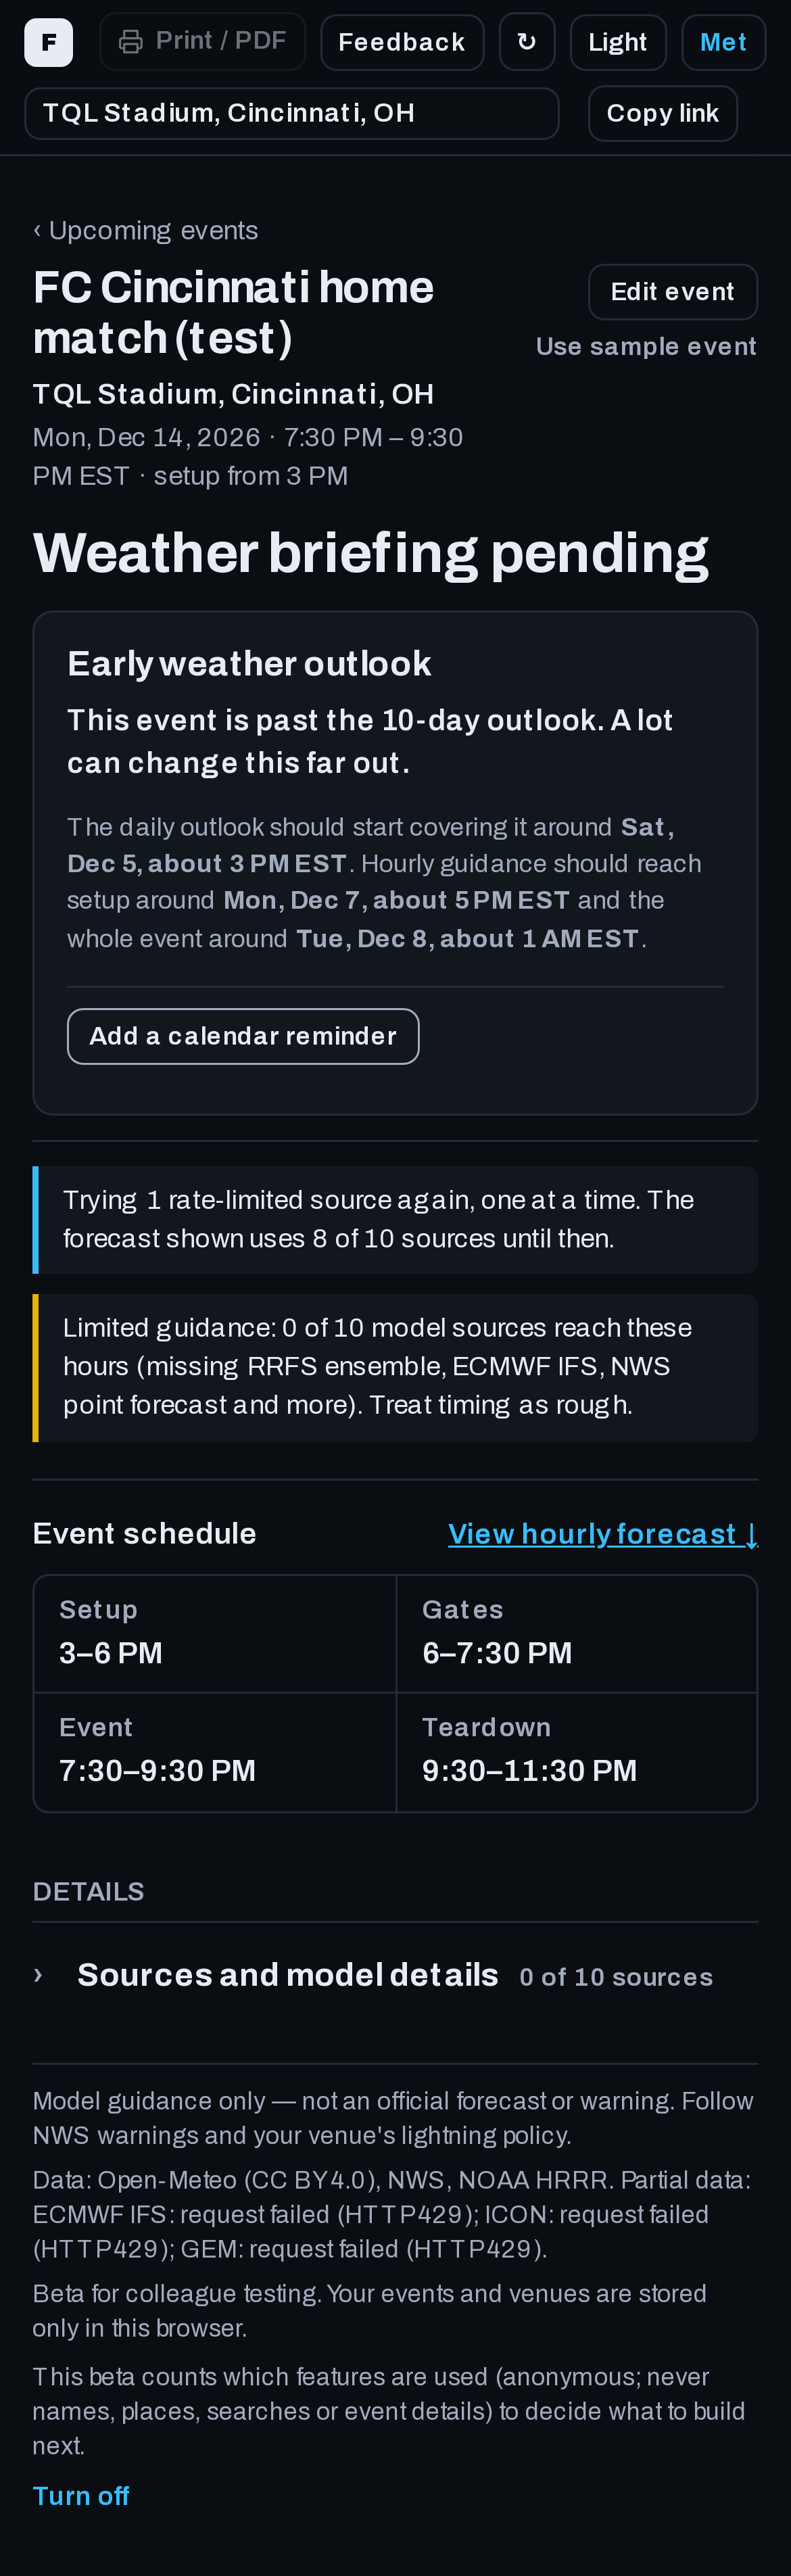 F
Print / PDF
Feedback
↻
Light
Met
TQL Stadium, Cincinnati, OH
Copy link
‹ Upcoming events
FC Cincinnati home
match (test)
Edit event
Use sample event
TQL Stadium, Cincinnati, OH
Mon, Dec 14, 2026 · 7:30 PM – 9:30
PM EST · setup from 3 PM
Weather briefing pending
Early weather outlook
This event is past the 10-day outlook. A lot
can change this far out.
The daily outlook should start covering it around Sat,
Dec 5, about 3 PM EST. Hourly guidance should reach
setup around Mon, Dec 7, about 5 PM EST and the
whole event around Tue, Dec 8, about 1 AM EST.
Add a calendar reminder
Trying 1 rate-limited source again, one at a time. The
forecast shown uses 8 of 10 sources until then.
Limited guidance: 0 of 10 model sources reach these
hours (missing RRFS ensemble, ECMWF IFS, NWS
point forecast and more). Treat timing as rough.
Event schedule
View hourly forecast ↓
Setup
3–6 PM
Gates
6–7:30 PM
Event
7:30–9:30 PM
Teardown
9:30–11:30 PM
DETAILS
› Sources and model details 0 of 10 sources
Model guidance only — not an official forecast or warning. Follow
NWS warnings and your venue's lightning policy.
Data: Open-Meteo (CC BY 4.0), NWS, NOAA HRRR. Partial data:
ECMWF IFS: request failed (HTTP 429); ICON: request failed
(HTTP 429); GEM: request failed (HTTP 429).
Beta for colleague testing. Your events and venues are stored
only in this browser.
This beta counts which features are used (anonymous; never
names, places, searches or event details) to decide what to build
next.
Turn off